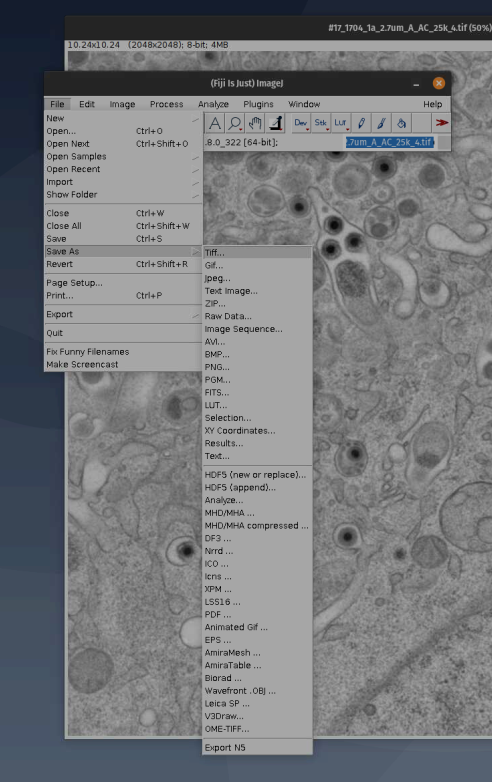 #17_1704_1a_2.7um_A_AC_25k_4.tif (50%)
10.24x10.24 (2048x2048); 8-bit; 4MB
(Fiji Is Just) ImageJ
File Edit Image Process Analyze Plugins Window Help
A Dev Stk LUT
.8.0_322 [64-bit]; 2.7um_A_AC_25k_4.tif
New
Open... Ctrl+O
Open Next Ctrl+Shift+O
Open Samples
Open Recent
Import
Show Folder
Close Ctrl+W
Close All Ctrl+Shift+W
Save Ctrl+S
Save As
Revert Ctrl+Shift+R
Page Setup...
Print... Ctrl+P
Export
Quit
Fix Funny Filenames
Make Screencast
Tiff...
Gif...
Jpeg...
Text Image...
ZIP...
Raw Data...
Image Sequence...
AVI...
BMP...
PNG...
PGM...
FITS...
LUT...
Selection...
XY Coordinates...
Results...
Text...
HDF5 (new or replace)...
HDF5 (append)...
Analyze...
MHD/MHA ...
MHD/MHA compressed ...
DF3 ...
Nrrd ...
ICO ...
Icns ...
XPM ...
LSS16 ...
PDF ...
Animated Gif ...
EPS ...
AmiraMesh ...
AmiraTable ...
Biorad ...
Wavefront .OBJ ...
Leica SP ...
V3Draw...
OME-TIFF...
Export N5